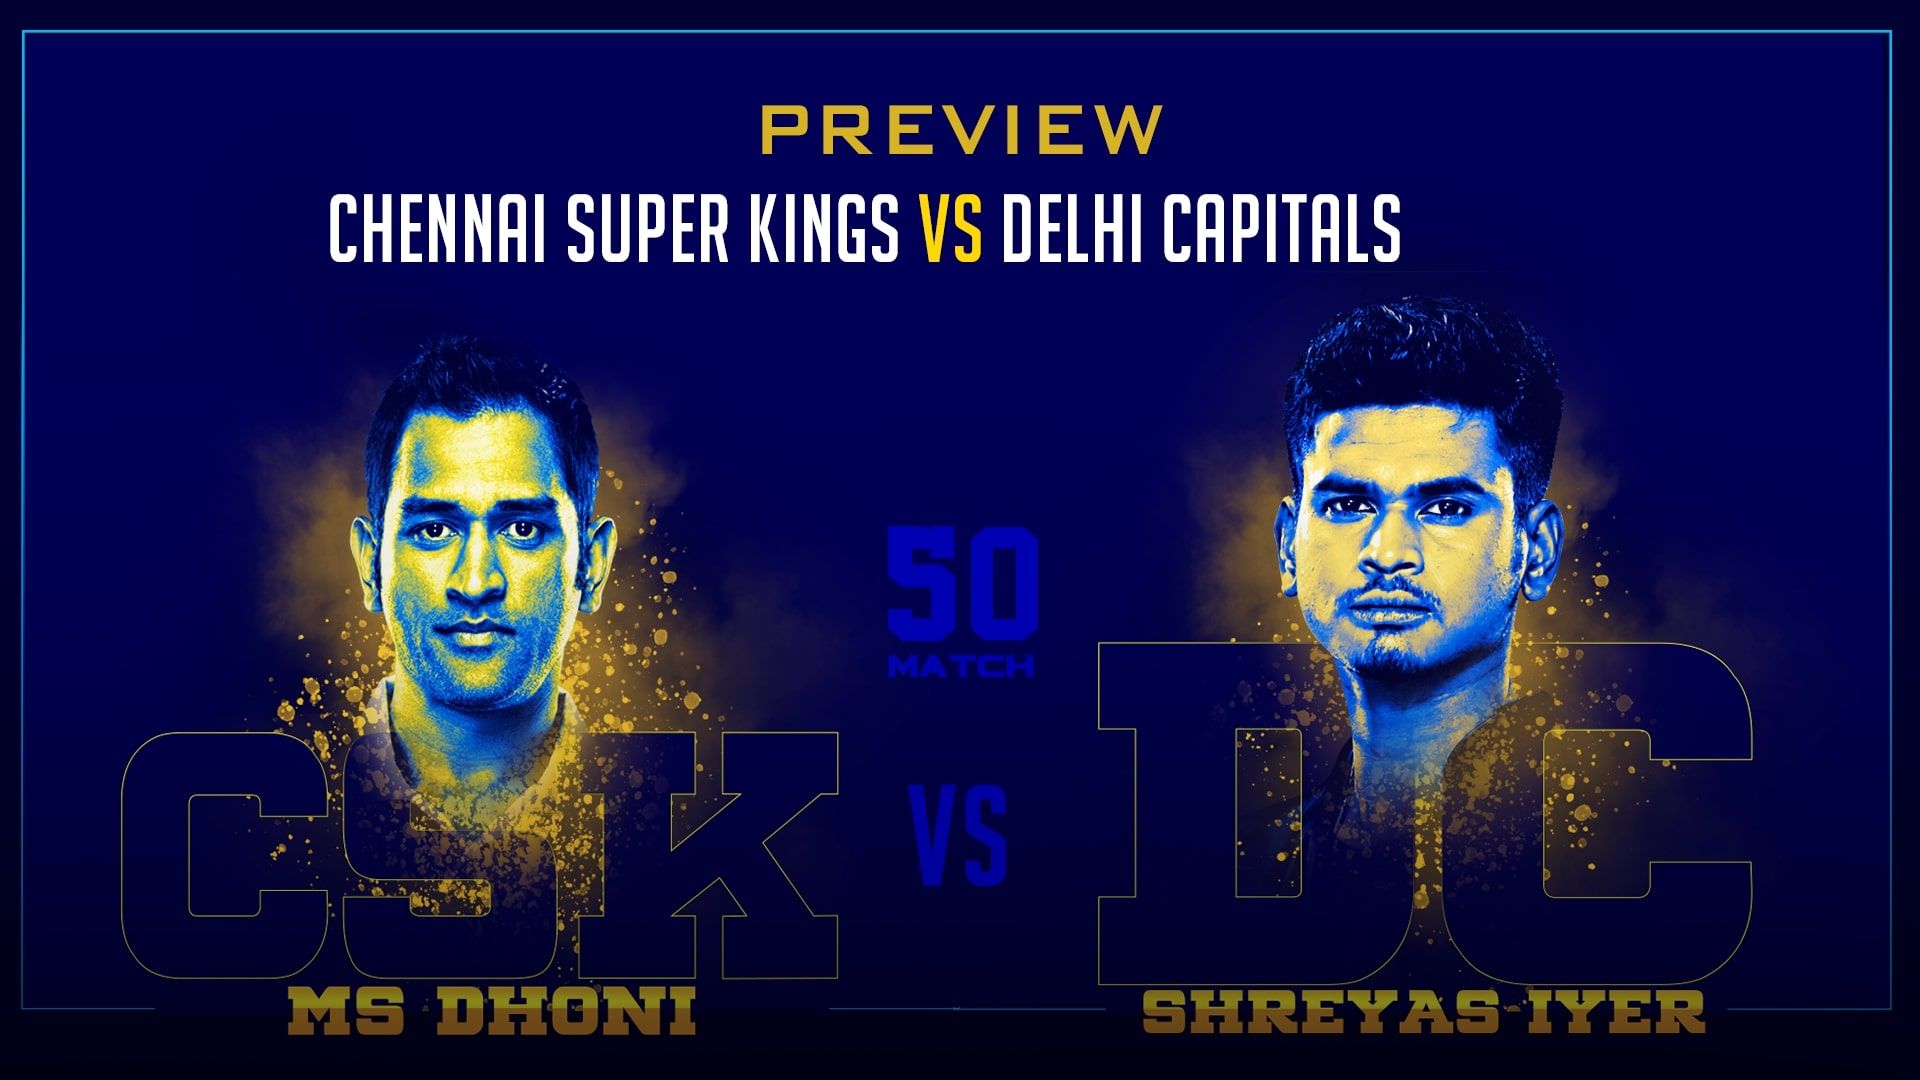 PREVIEW
CHENNAI SUPER KINGS VS DELHI CAPITALS
50
MATCH
VS
CSK
DC
MS DHONI
SHREYAS IYER